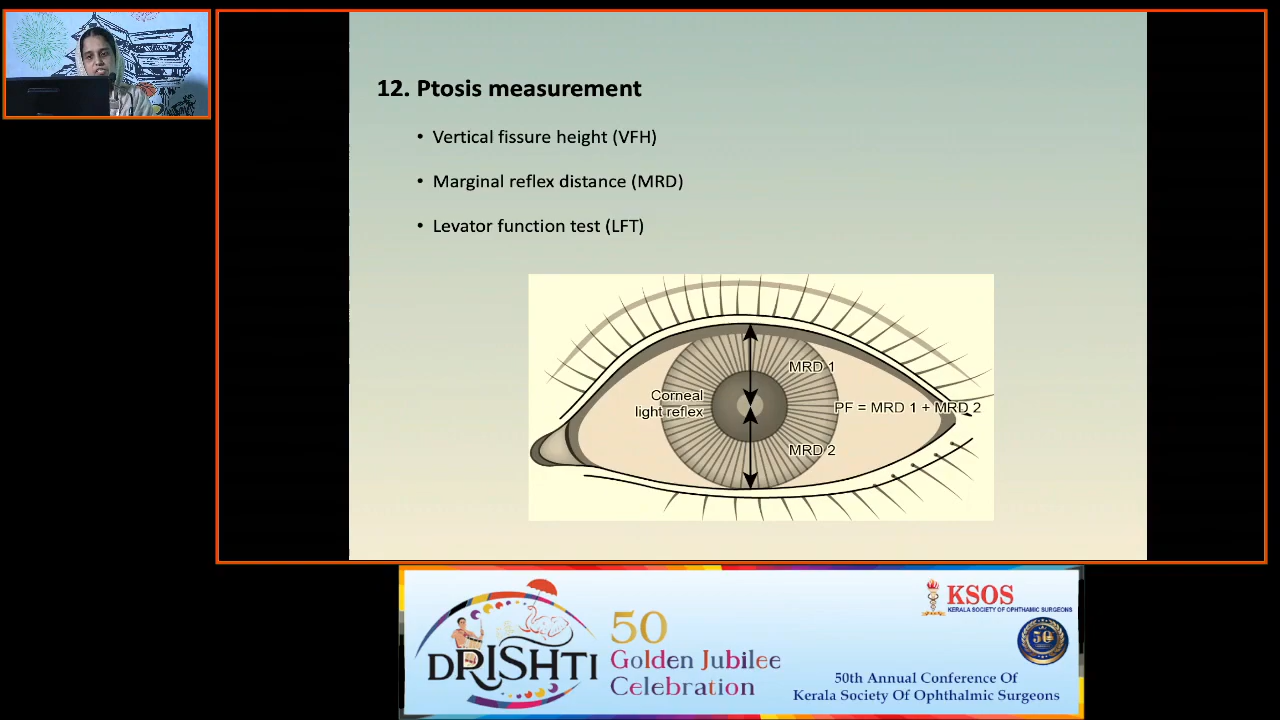 12. Ptosis measurement
• Vertical fissure height (VFH)
• Marginal reflex distance (MRD)
• Levator function test (LFT)
MRD 1
Corneal
light reflex
PF = MRD 1 + MRD 2
MRD 2
DRISHTI
50
Golden Jubilee
Celebration
KSOS
KERALA SOCIETY OF OPHTHAMIC SURGEONS
50
50th Annual Conference Of
Kerala Society Of Ophthalmic Surgeons